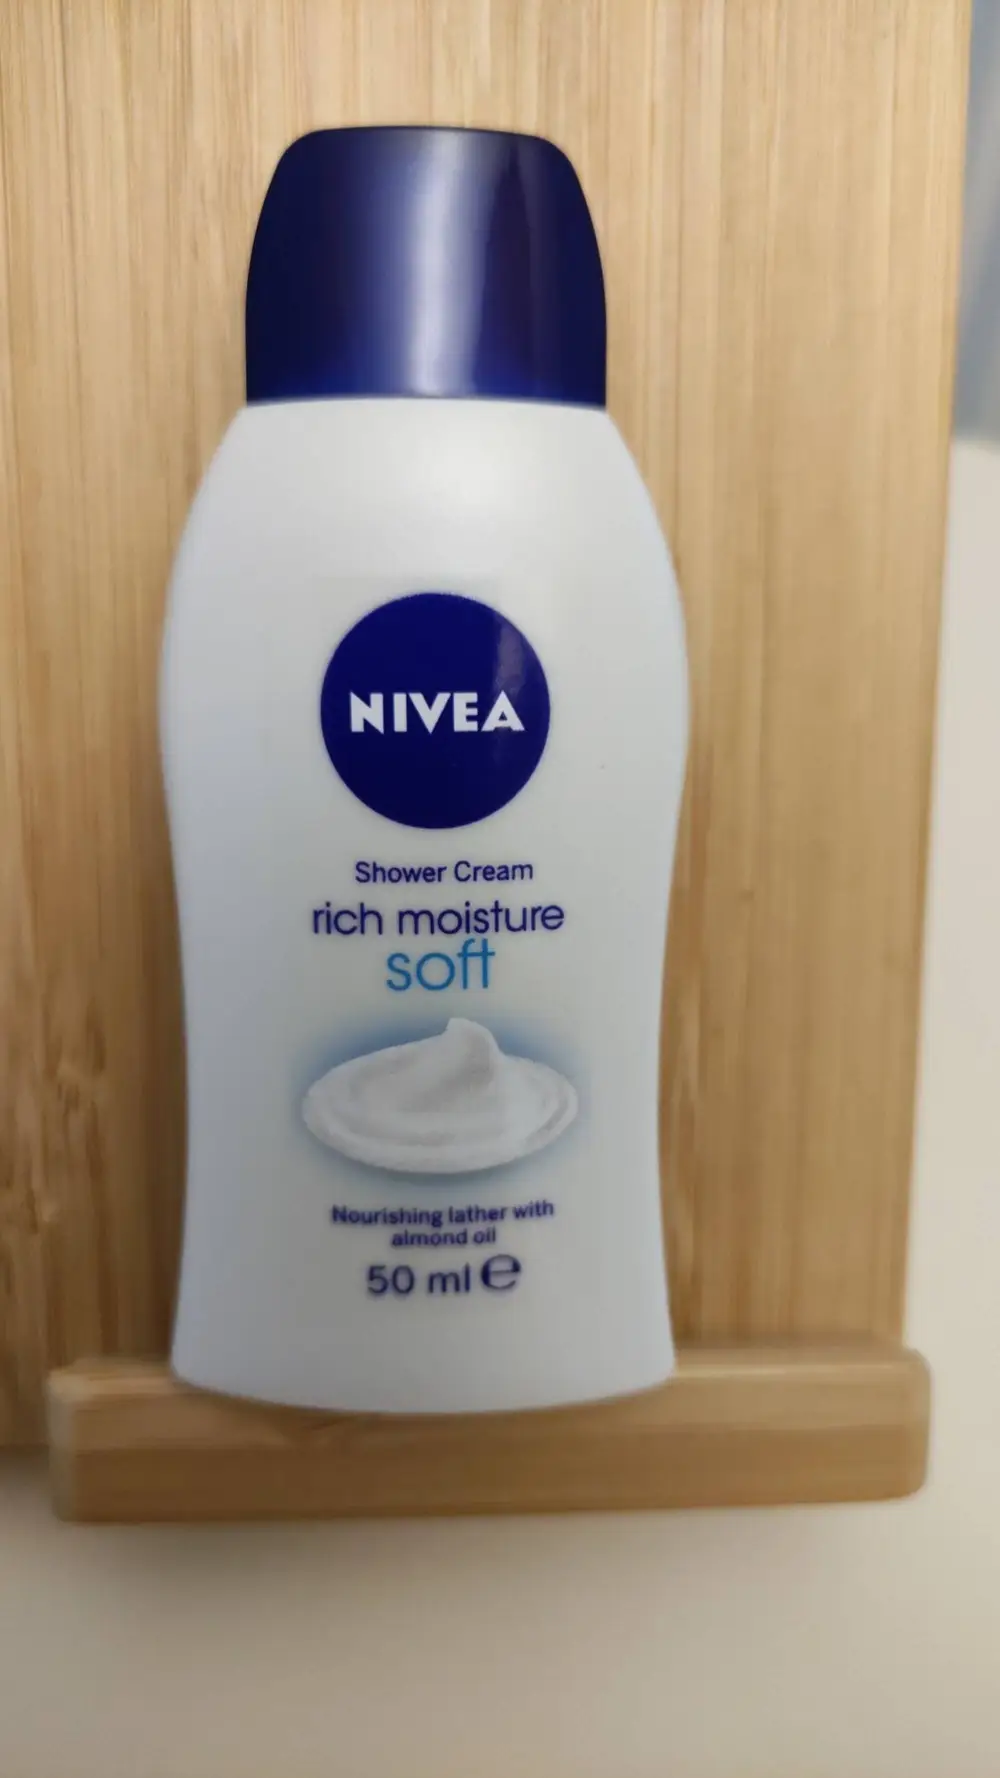 NIVEA
Shower Cream
rich moisture
soft
Nourishing lather with
almond oil
50 ml ℮